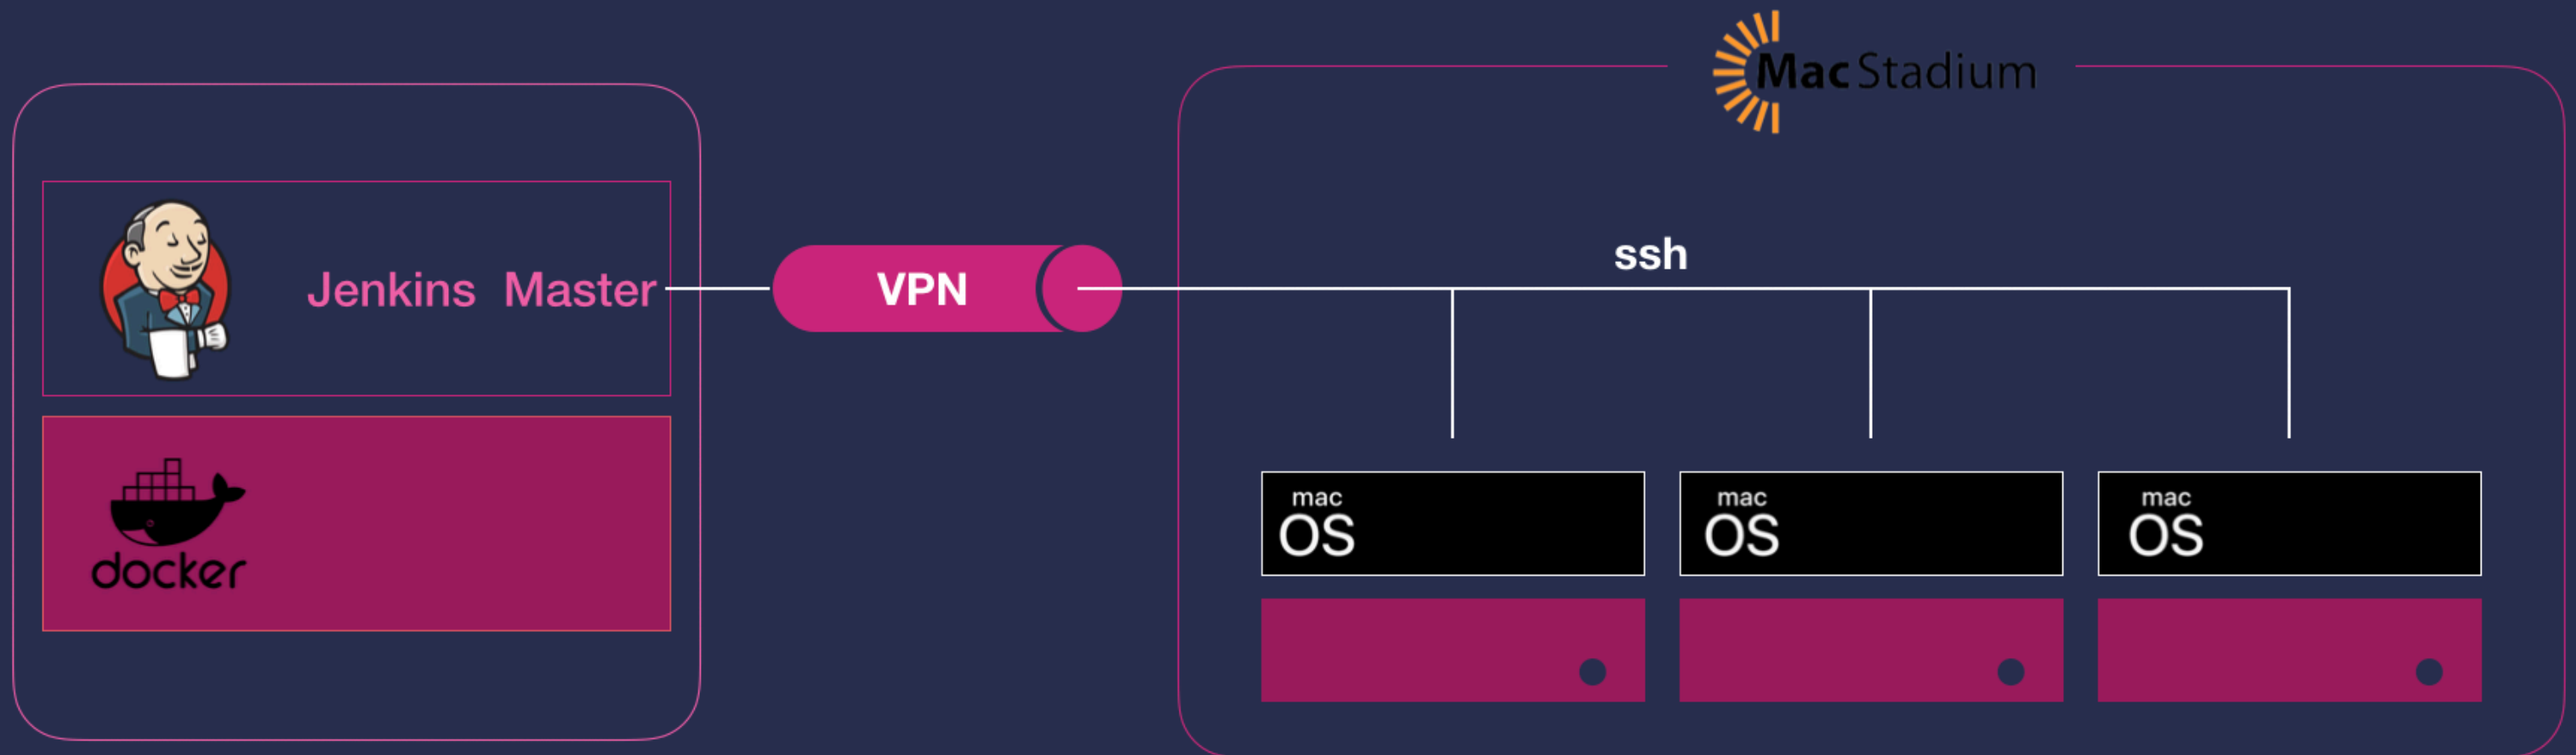 MacStadium
Jenkins Master
VPN
ssh
docker
mac
OS
mac
OS
mac
OS